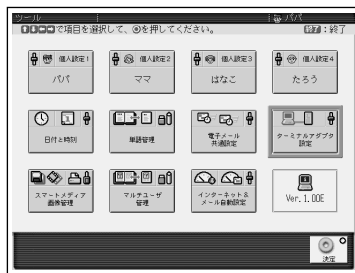 ツール
パパ
で項目を選択して、◎を押してください。
終了:終了
個人設定1
パパ
個人設定2
ママ
個人設定3
はなこ
個人設定4
たろう
日付と時刻
単語管理
電子メール
共通設定
ターミナルアダプタ
設定
スマートメディア
画像管理
マルチユーザ
管理
インターネット&
メール自動設定
Ver.1.00E
決定